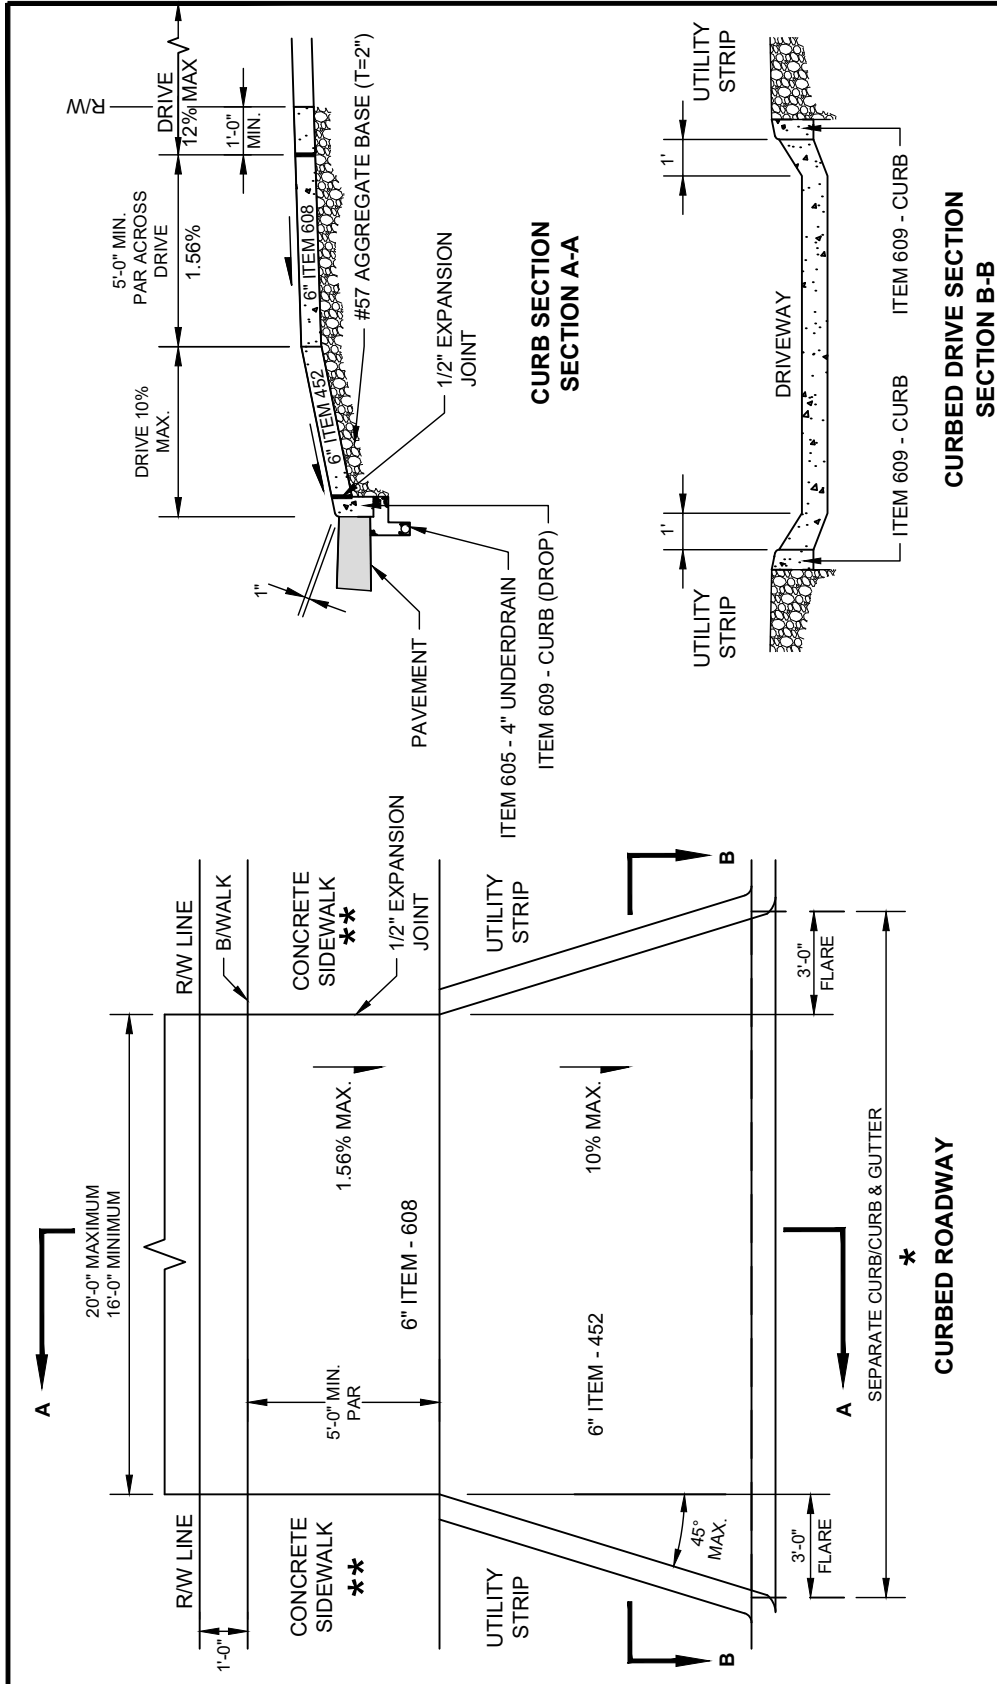 20'-0" MAXIMUM
16'-0" MINIMUM
A
A
R/W LINE
R/W LINE
1'-0"
B/WALK
CONCRETE
SIDEWALK
**
CONCRETE
SIDEWALK
**
5'-0" MIN.
PAR
1.56% MAX.
6" ITEM - 608
1/2" EXPANSION
JOINT
UTILITY
STRIP
UTILITY
STRIP
6" ITEM - 452
10% MAX.
45°
MAX.
B
B
3'-0"
FLARE
3'-0"
FLARE
SEPARATE CURB/CURB & GUTTER
*
CURBED ROADWAY
R/W
DRIVE
12% MAX
1'-0"
MIN.
5'-0" MIN.
PAR ACROSS
DRIVE
1.56%
DRIVE 10%
MAX.
1"
6" ITEM 452
6" ITEM 608
#57 AGGREGATE BASE (T=2")
1/2" EXPANSION
JOINT
PAVEMENT
ITEM 605 - 4" UNDERDRAIN
ITEM 609 - CURB (DROP)
CURB SECTION
SECTION A-A
UTILITY
STRIP
1'
DRIVEWAY
1'
UTILITY
STRIP
ITEM 609 - CURB
ITEM 609 - CURB
CURBED DRIVE SECTION
SECTION B-B